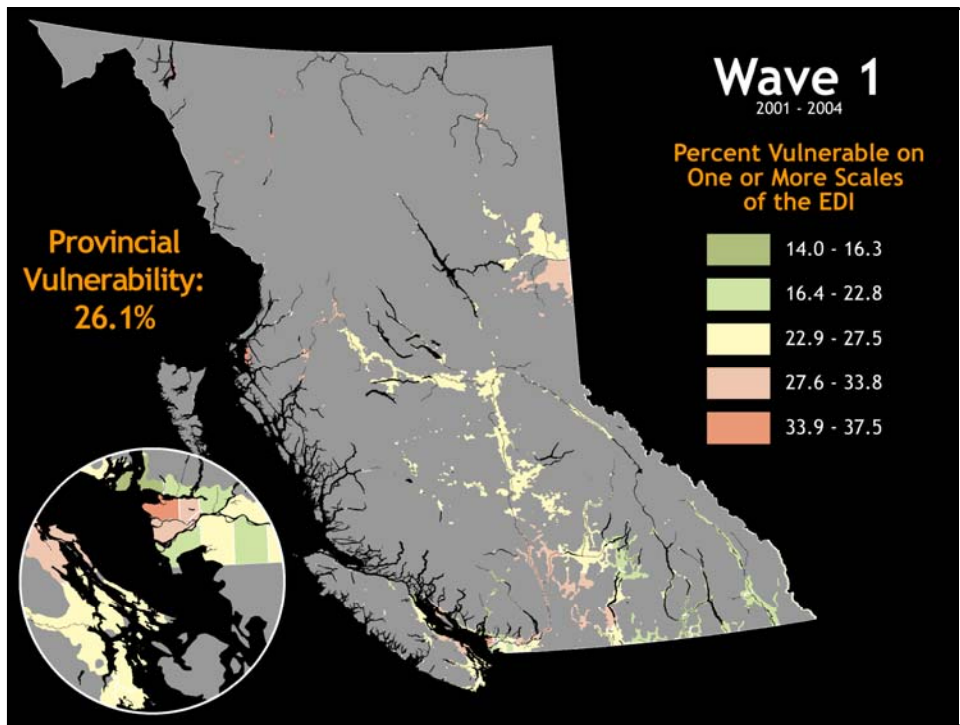 Wave 1
2001 - 2004
Percent Vulnerable on
One or More Scales
of the EDI
14.0 - 16.3
16.4 - 22.8
22.9 - 27.5
27.6 - 33.8
33.9 - 37.5
Provincial
Vulnerability:
26.1%